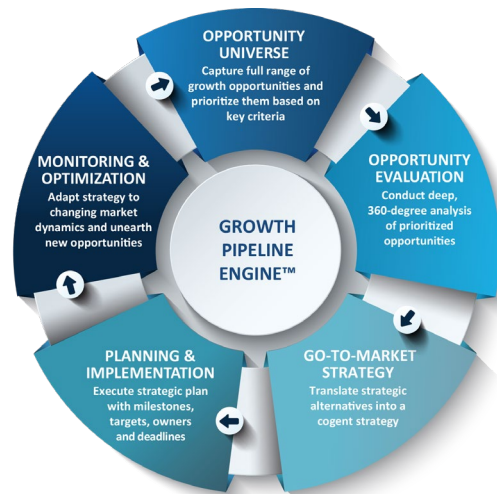 OPPORTUNITY
UNIVERSE
Capture full range of
growth opportunities and
prioritize them based on
key criteria
OPPORTUNITY
EVALUATION
Conduct deep,
360-degree analysis
of prioritized
opportunities
GO-TO-MARKET
STRATEGY
Translate strategic
alternatives into a
cogent strategy
PLANNING &
IMPLEMENTATION
Execute strategic plan
with milestones,
targets, owners
and deadlines
MONITORING &
OPTIMIZATION
Adapt strategy to
changing market
dynamics and unearth
new opportunities
GROWTH
PIPELINE
ENGINE™